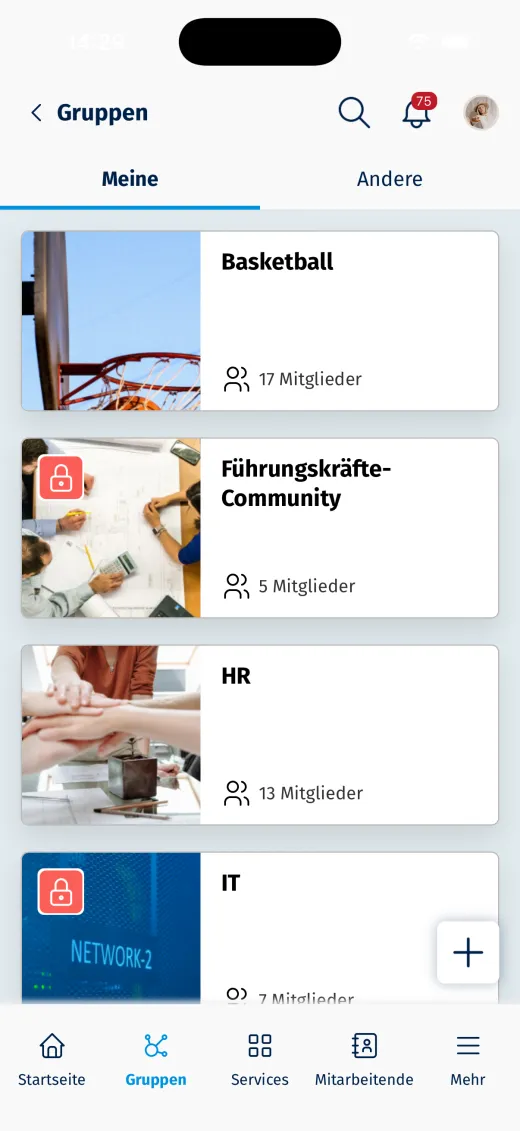 Gruppen
75
Meine
Andere
Basketball
17 Mitglieder
Führungskräfte-
Community
5 Mitglieder
HR
13 Mitglieder
NETWORK-2
IT
7 Mitglieder
Startseite
Gruppen
Services
Mitarbeitende
Mehr